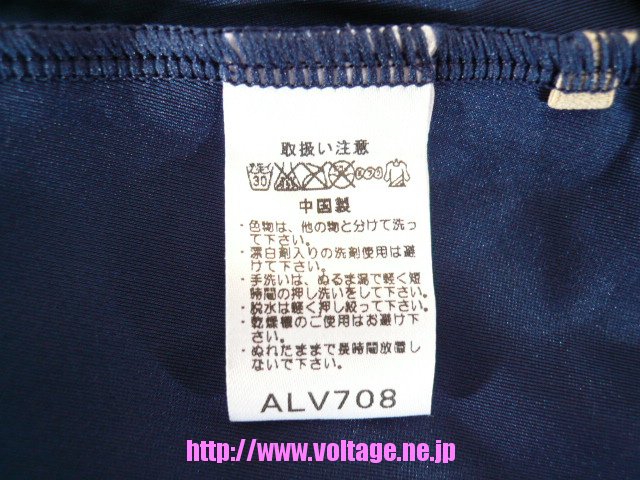 取扱い注意
手洗イ
30
中国製
・色物は、他の物と分けて洗っ
て下さい。
・漂白剤入りの洗剤使用は避
けて下さい。
・手洗いは、ぬるま湯で軽く短
時間の押し洗いをして下さい。
・脱水は軽く押し絞って下さい。
・乾燥機のご使用はお避け下
さい。
・ぬれたままで長時間放置し
ないで下さい。
ALV708
http://www.voltage.ne.jp